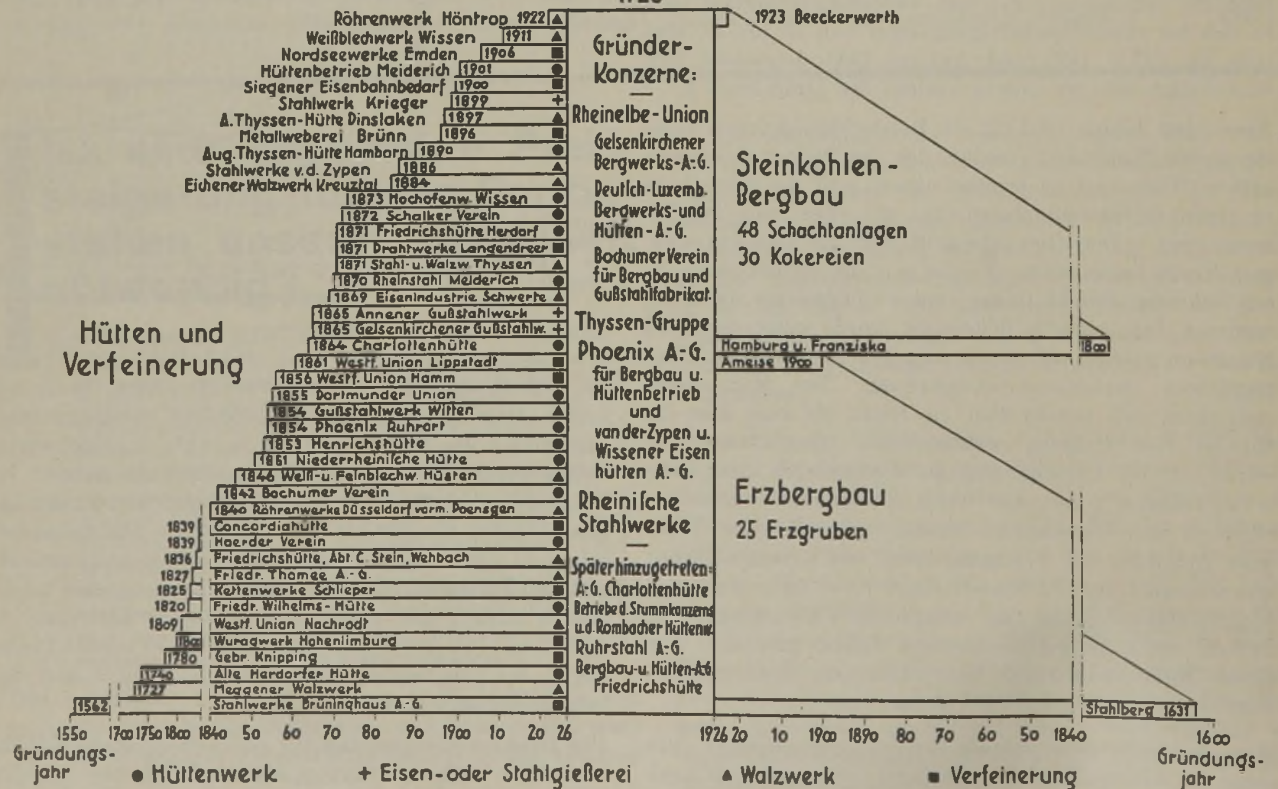 Röhrenwerk Höntrop 1922
Weißblechwerk Wissen 1911
Nordseewerke Emden 1906
Hüttenbetrieb Meiderich 1901
Siegener Eisenbahnbedarf 1900
Stahlwerk Krieger 1899
A.Thyssen-Hütte Dinslaken 1897
Metallweberei Brünn 1896
Aug.Thyssen-Hütte Hamborn 1890
Stahlwerke v.d. Zypen 1886
Eichener Walzwerk Kreuztal 1884
1873 Hochofenw. Wissen
1872 Schalker Verein
1871 Friedrichshütte Herdorf
1871 Drahtwerke Langendreer
1871 Stahl-u. Walzw. Thyssen
1870 Rheinstahl Meiderich
1869 Eisenindustrie Schwerte
1865 Annener Gußstahlwerk
1865 Gelsenkirchener Gußstahlw.
1864 Charlottenhütte
1861 Westf. Union Lippstadt
1856 Westf. Union Hamm
1855 Dortmunder Union
1854 Gußstahlwerk Witten
1854 Phoenix Ruhrort
1853 Henrichshütte
1851 Niederrheinische Hütte
1846 Weiß-u. Feinblechw. Hüsten
1842 Bochumer Verein
1840 Röhrenwerke Düsseldorf vorm. Poensgen
1839 Concordiahütte
1839 Hoerder Verein
1836 Friedrichshütte, Abt. C. Stein, Wehbach
1827 Friedr. Thomee A.-G.
1825 Kettenwerke Schlieper
1820 Friedr. Wilhelms-Hütte
1809 Westf. Union Nachrodt
1800 Wuragwerk Hohenlimburg
1780 Gebr. Knipping
1740 Alte Herdorfer Hütte
1727 Meggener Walzwerk
1562 Stahlwerke Brüninghaus A.-G.
Hütten und
Verfeinerung
Gründer-
Konzerne:
Rheinelbe-Union
Gelsenkirchener
Bergwerks-A.-G.
Deutsch-Luxemb.
Bergwerks-und
Hütten-A.-G.
Bochumer Verein
für Bergbau und
Gußstahlfabrikat.
Thyssen-Gruppe
Phoenix A.-G.
für Bergbau u.
Hüttenbetrieb
und
van der Zypen u.
Wissener Eisen
hütten A.-G.
Rheinische
Stahlwerke
Später hinzugetreten:
A.-G. Charlottenhütte
Betriebe d. Stummkonzerns
u.d. Rombacher Hüttenw.
Ruhrstahl A.-G.
Bergbau-u. Hütten-A.G.
Friedrichshütte
1923 Beeckerwerth
Steinkohlen-
Bergbau
48 Schachtanlagen
30 Kokereien
Hamburg u. Franziska 1800
Ameise 1900
Erzbergbau
25 Erzgruben
Stahlberg 1631
1550 1700 1750 1800 1840 50 60 70 80 90 1900 10 20 26
1926 20 10 1900 1890 80 70 60 50 1840 1600
Gründungs-
jahr
Gründungs-
jahr
● Hüttenwerk + Eisen-oder Stahlgießerei ▲ Walzwerk ■ Verfeinerung